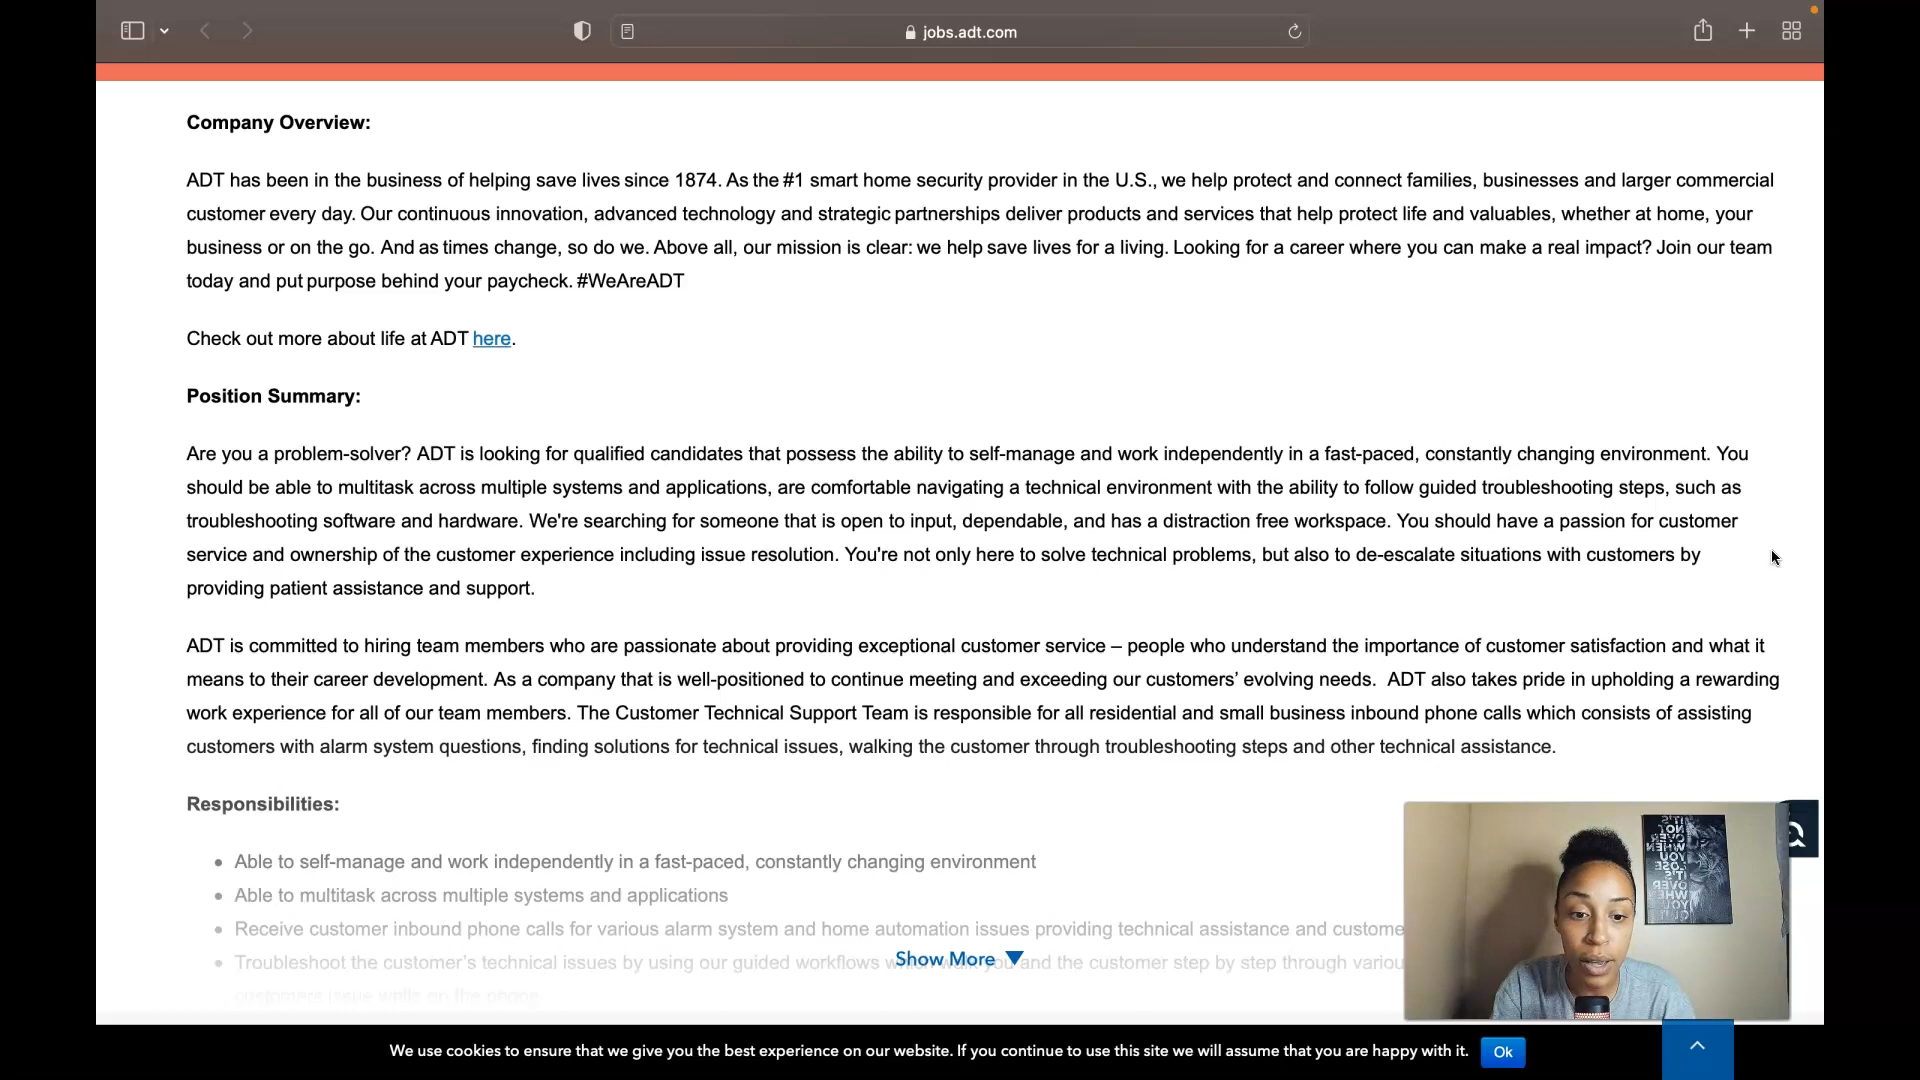 jobs.adt.com
Company Overview:
ADT has been in the business of helping save lives since 1874. As the #1 smart home security provider in the U.S., we help protect and connect families, businesses and larger commercial
customer every day. Our continuous innovation, advanced technology and strategic partnerships deliver products and services that help protect life and valuables, whether at home, your
business or on the go. And as times change, so do we. Above all, our mission is clear: we help save lives for a living. Looking for a career where you can make a real impact? Join our team
today and put purpose behind your paycheck. #WeAreADT
Check out more about life at ADT here.
Position Summary:
Are you a problem-solver? ADT is looking for qualified candidates that possess the ability to self-manage and work independently in a fast-paced, constantly changing environment. You
should be able to multitask across multiple systems and applications, are comfortable navigating a technical environment with the ability to follow guided troubleshooting steps, such as
troubleshooting software and hardware. We're searching for someone that is open to input, dependable, and has a distraction free workspace. You should have a passion for customer
service and ownership of the customer experience including issue resolution. You're not only here to solve technical problems, but also to de-escalate situations with customers by
providing patient assistance and support.
ADT is committed to hiring team members who are passionate about providing exceptional customer service – people who understand the importance of customer satisfaction and what it
means to their career development. As a company that is well-positioned to continue meeting and exceeding our customers’ evolving needs.  ADT also takes pride in upholding a rewarding
work experience for all of our team members. The Customer Technical Support Team is responsible for all residential and small business inbound phone calls which consists of assisting
customers with alarm system questions, finding solutions for technical issues, walking the customer through troubleshooting steps and other technical assistance.
Responsibilities:
• Able to self-manage and work independently in a fast-paced, constantly changing environment
• Able to multitask across multiple systems and applications
• Receive customer inbound phone calls for various alarm system and home automation issues providing technical assistance and custome
• Troubleshoot the customer’s technical issues by using our guided workflows you and the customer step by step through variou
Show More
IT'S
NOT
OVER
WHEN
YOU
LOSE
IT'S
OVER
WHEN
YOU
We use cookies to ensure that we give you the best experience on our website. If you continue to use this site we will assume that you are happy with it.
Ok